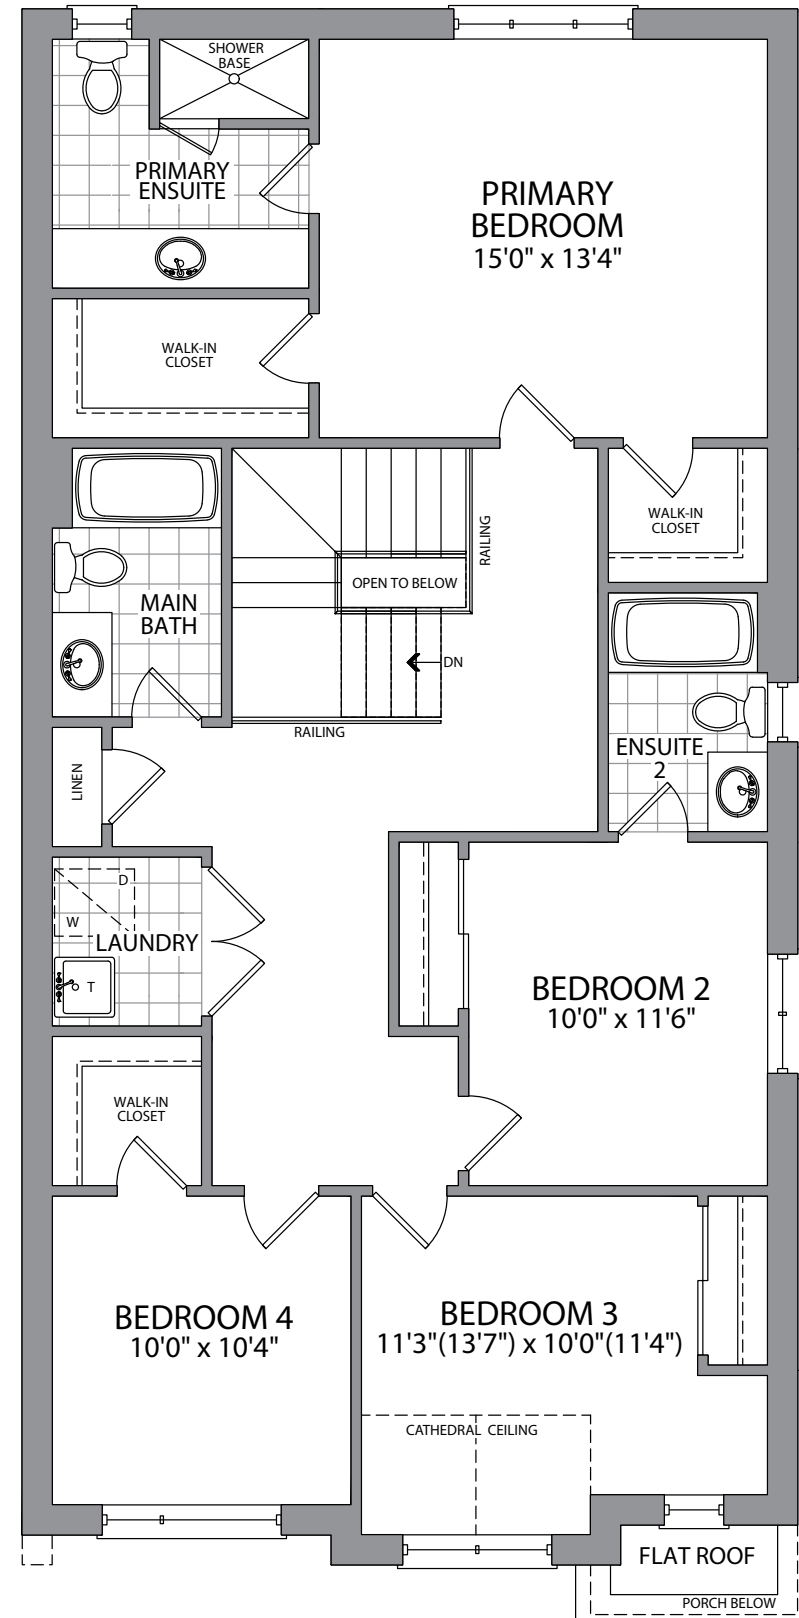 SHOWER
BASE
PRIMARY
ENSUITE
PRIMARY
BEDROOM
15'0" x 13'4"
WALK-IN
CLOSET
WALK-IN
CLOSET
RAILING
OPEN TO BELOW
MAIN
BATH
DN
RAILING
ENSUITE
2
LINEN
D
W
LAUNDRY
T
BEDROOM 2
10'0" x 11'6"
WALK-IN
CLOSET
BEDROOM 4
10'0" x 10'4"
BEDROOM 3
11'3"(13'7") x 10'0"(11'4")
CATHEDRAL CEILING
FLAT ROOF
PORCH BELOW